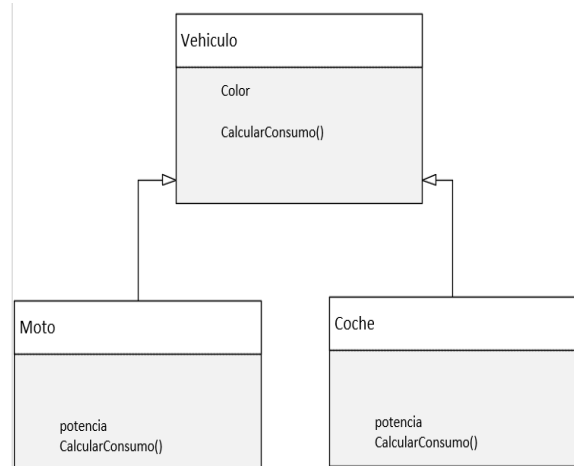 Vehiculo
Color
CalcularConsumo()
Moto
potencia
CalcularConsumo()
Coche
potencia
CalcularConsumo()